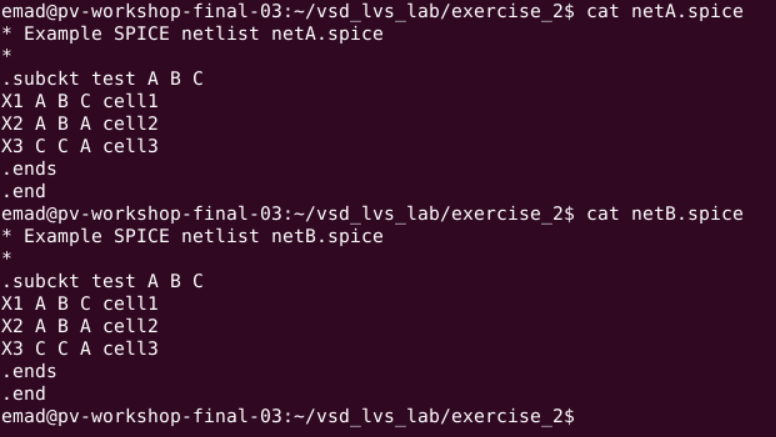 emad@pv-workshop-final-03:~/vsd_lvs_lab/exercise_2$ cat netA.spice
* Example SPICE netlist netA.spice
*
.subckt test A B C
X1 A B C cell1
X2 A B A cell2
X3 C C A cell3
.ends
.end
emad@pv-workshop-final-03:~/vsd_lvs_lab/exercise_2$ cat netB.spice
* Example SPICE netlist netB.spice
*
.subckt test A B C
X1 A B C cell1
X2 A B A cell2
X3 C C A cell3
.ends
.end
emad@pv-workshop-final-03:~/vsd_lvs_lab/exercise_2$